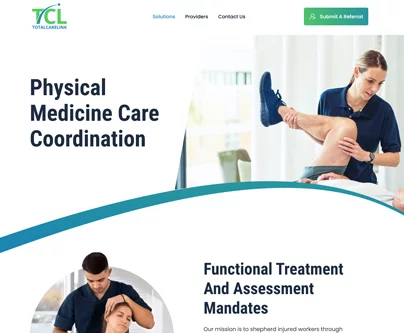 TCL
TOTALCARELINK
Solutions
Providers
Contact Us
Submit A Referral
Physical
Medicine Care
Coordination
Functional Treatment
And Assessment
Mandates
Our mission is to shepherd injured workers through